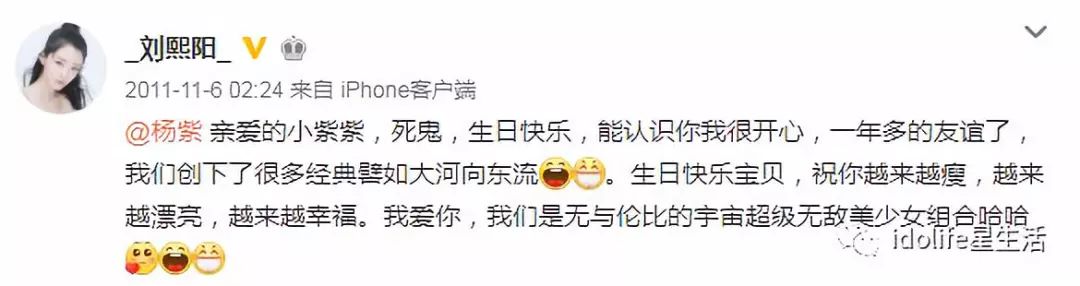 _刘熙阳_
2011-11-6 02:24 来自 iPhone客户端
@杨紫 亲爱的小紫紫，死鬼，生日快乐，能认识你我很开心，一年多的友谊了，
我们创下了很多经典譬如大河向东流。生日快乐宝贝，祝你越来越瘦，越来
越漂亮，越来越幸福。我爱你，我们是无与伦比的宇宙超级无敌美少女组合哈哈
idolife星生活